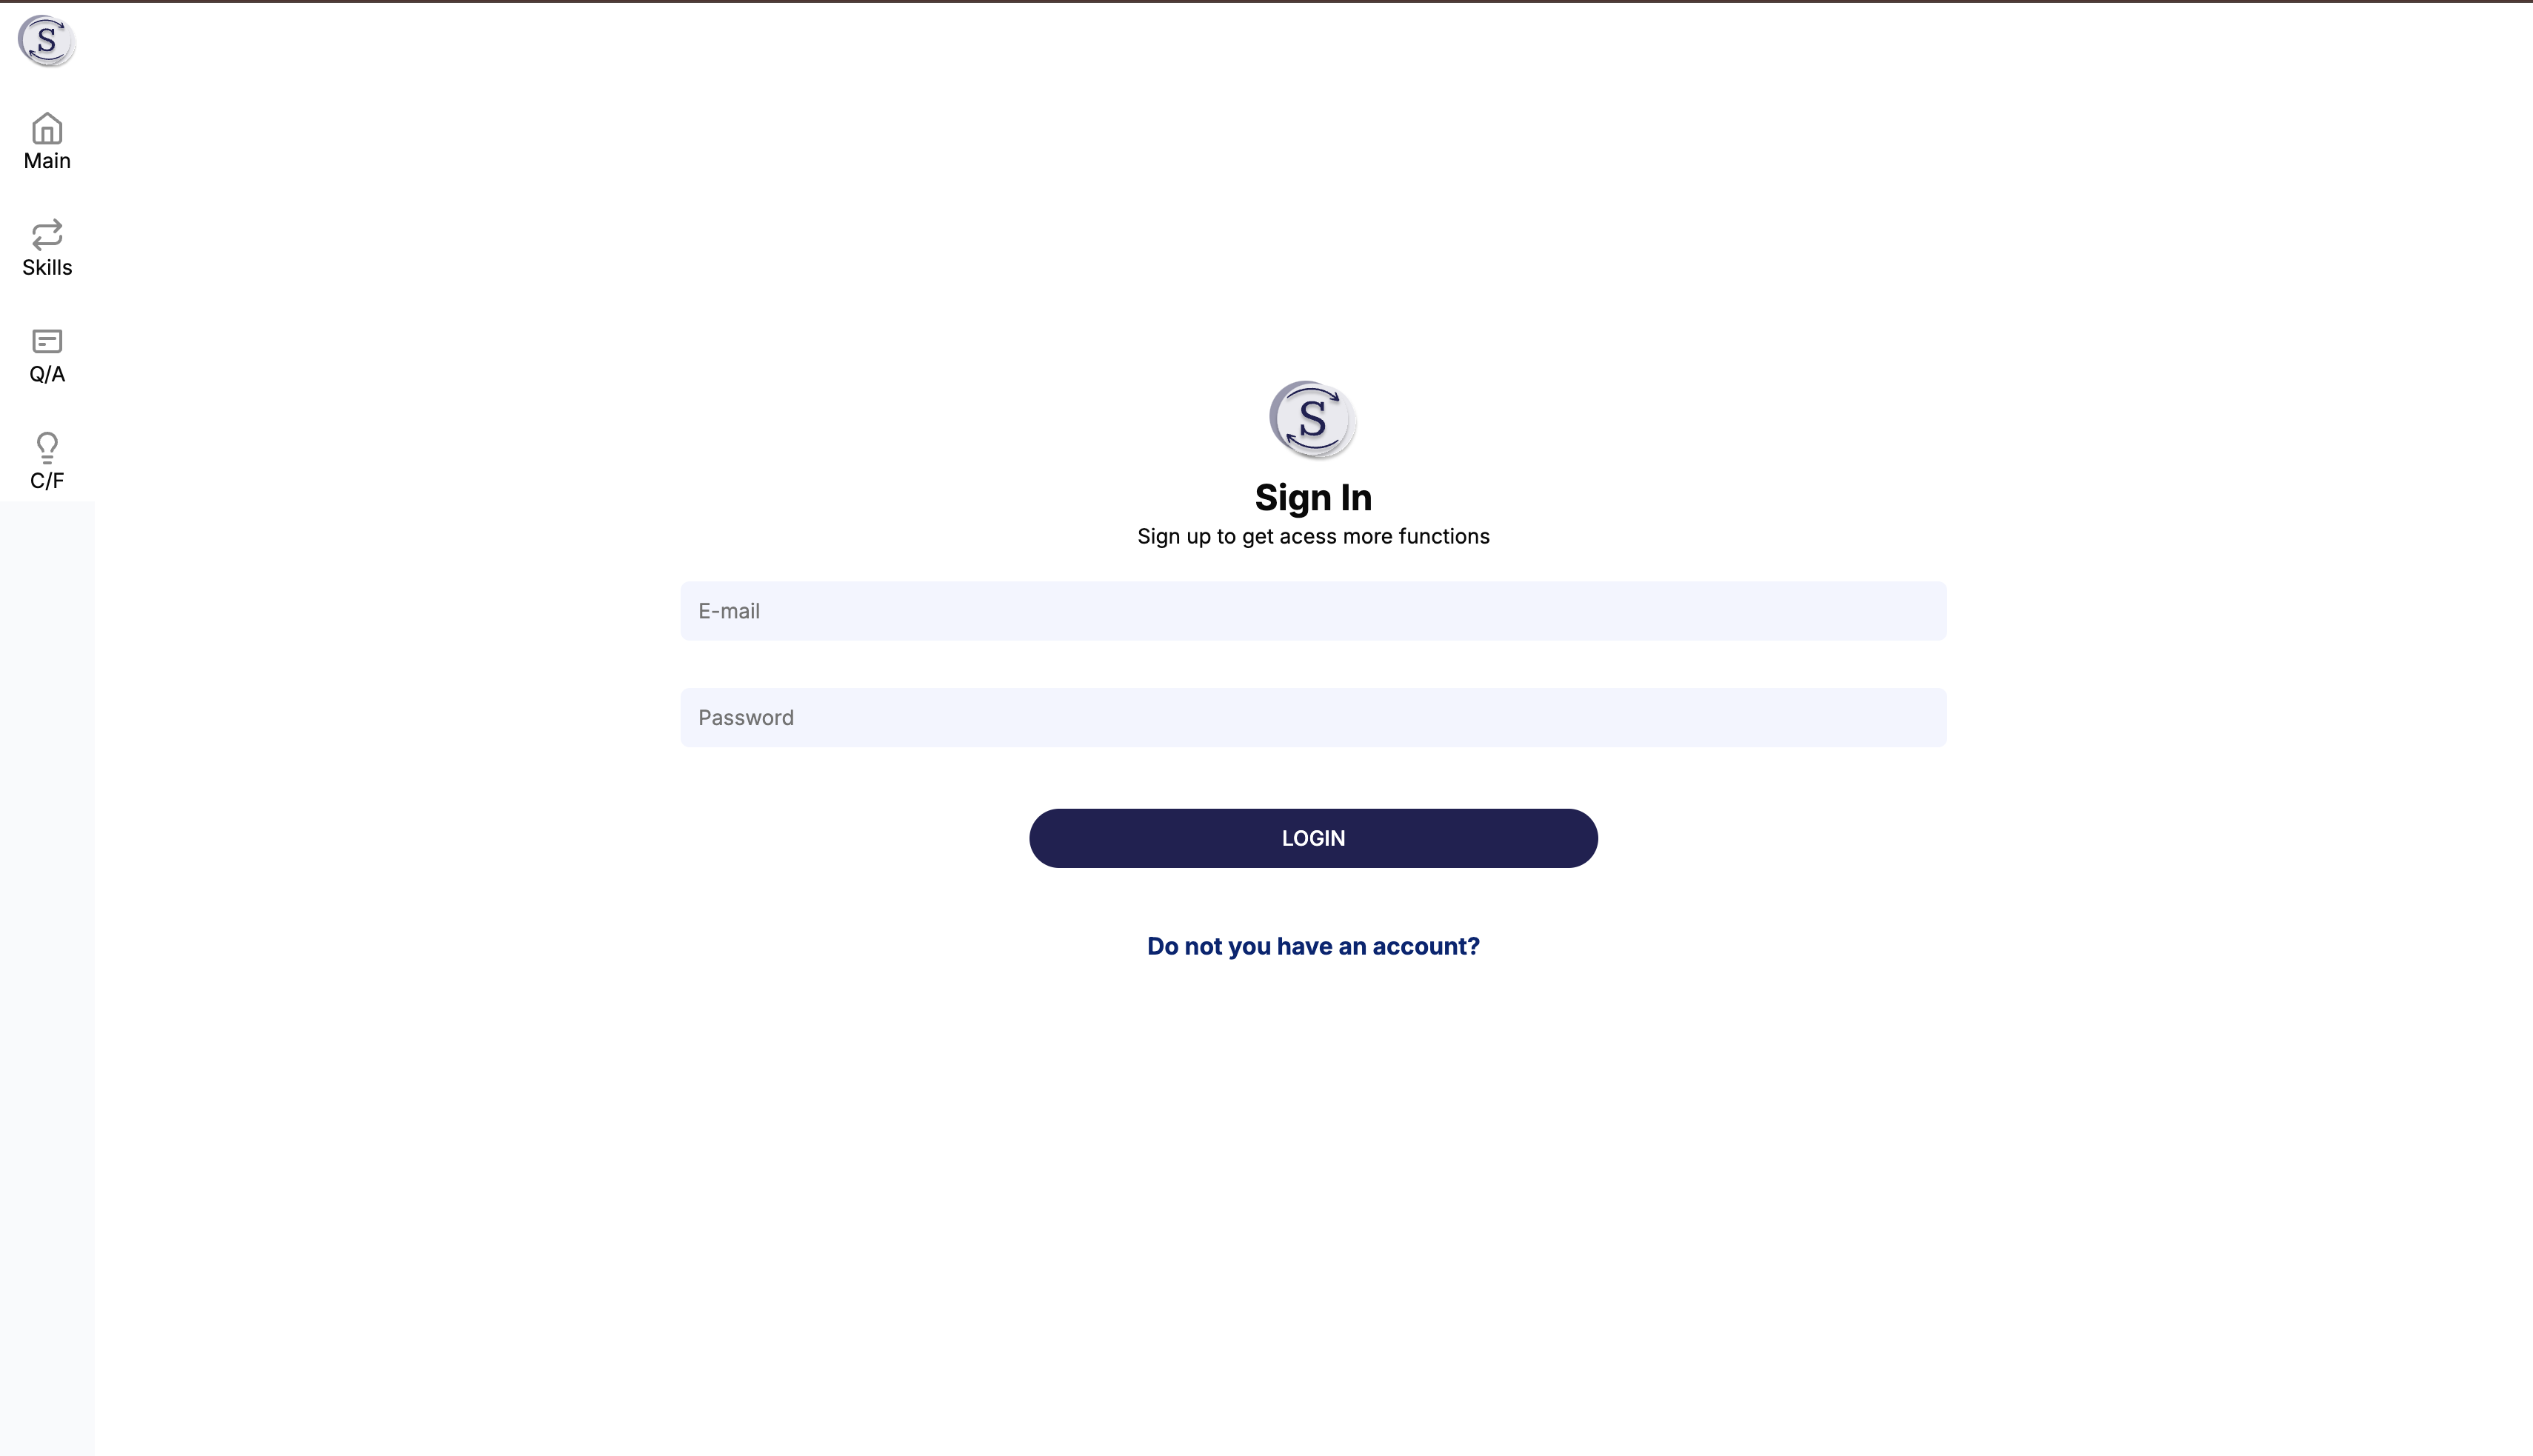 S
Main
Skills
Q/A
C/F
S
Sign In
Sign up to get acess more functions
E-mail
Password
LOGIN
Do not you have an account?